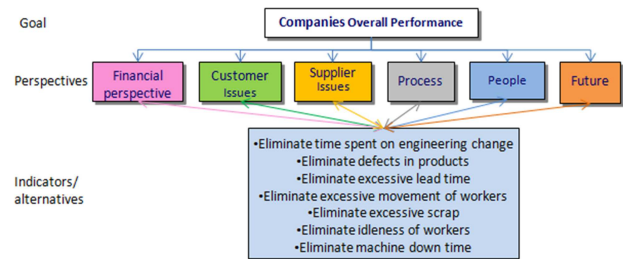 Goal
Companies Overall Performance
Perspectives
Financial perspective
Customer Issues
Supplier Issues
Process
People
Future
Indicators/
alternatives
•Eliminate time spent on engineering change
•Eliminate defects in products
•Eliminate excessive lead time
•Eliminate excessive movement of workers
•Eliminate excessive scrap
•Eliminate idleness of workers
•Eliminate machine down time